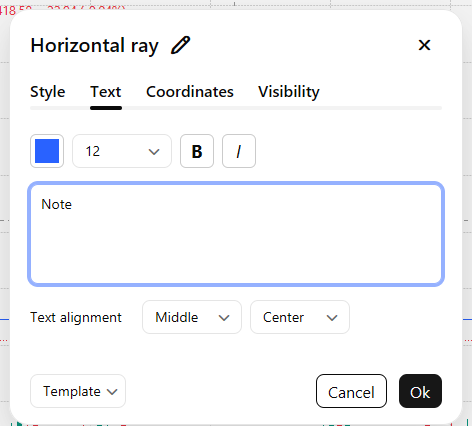 Horizontal ray
Style Text Coordinates Visibility
12 B I
Note
Text alignment Middle Center
Template Cancel Ok